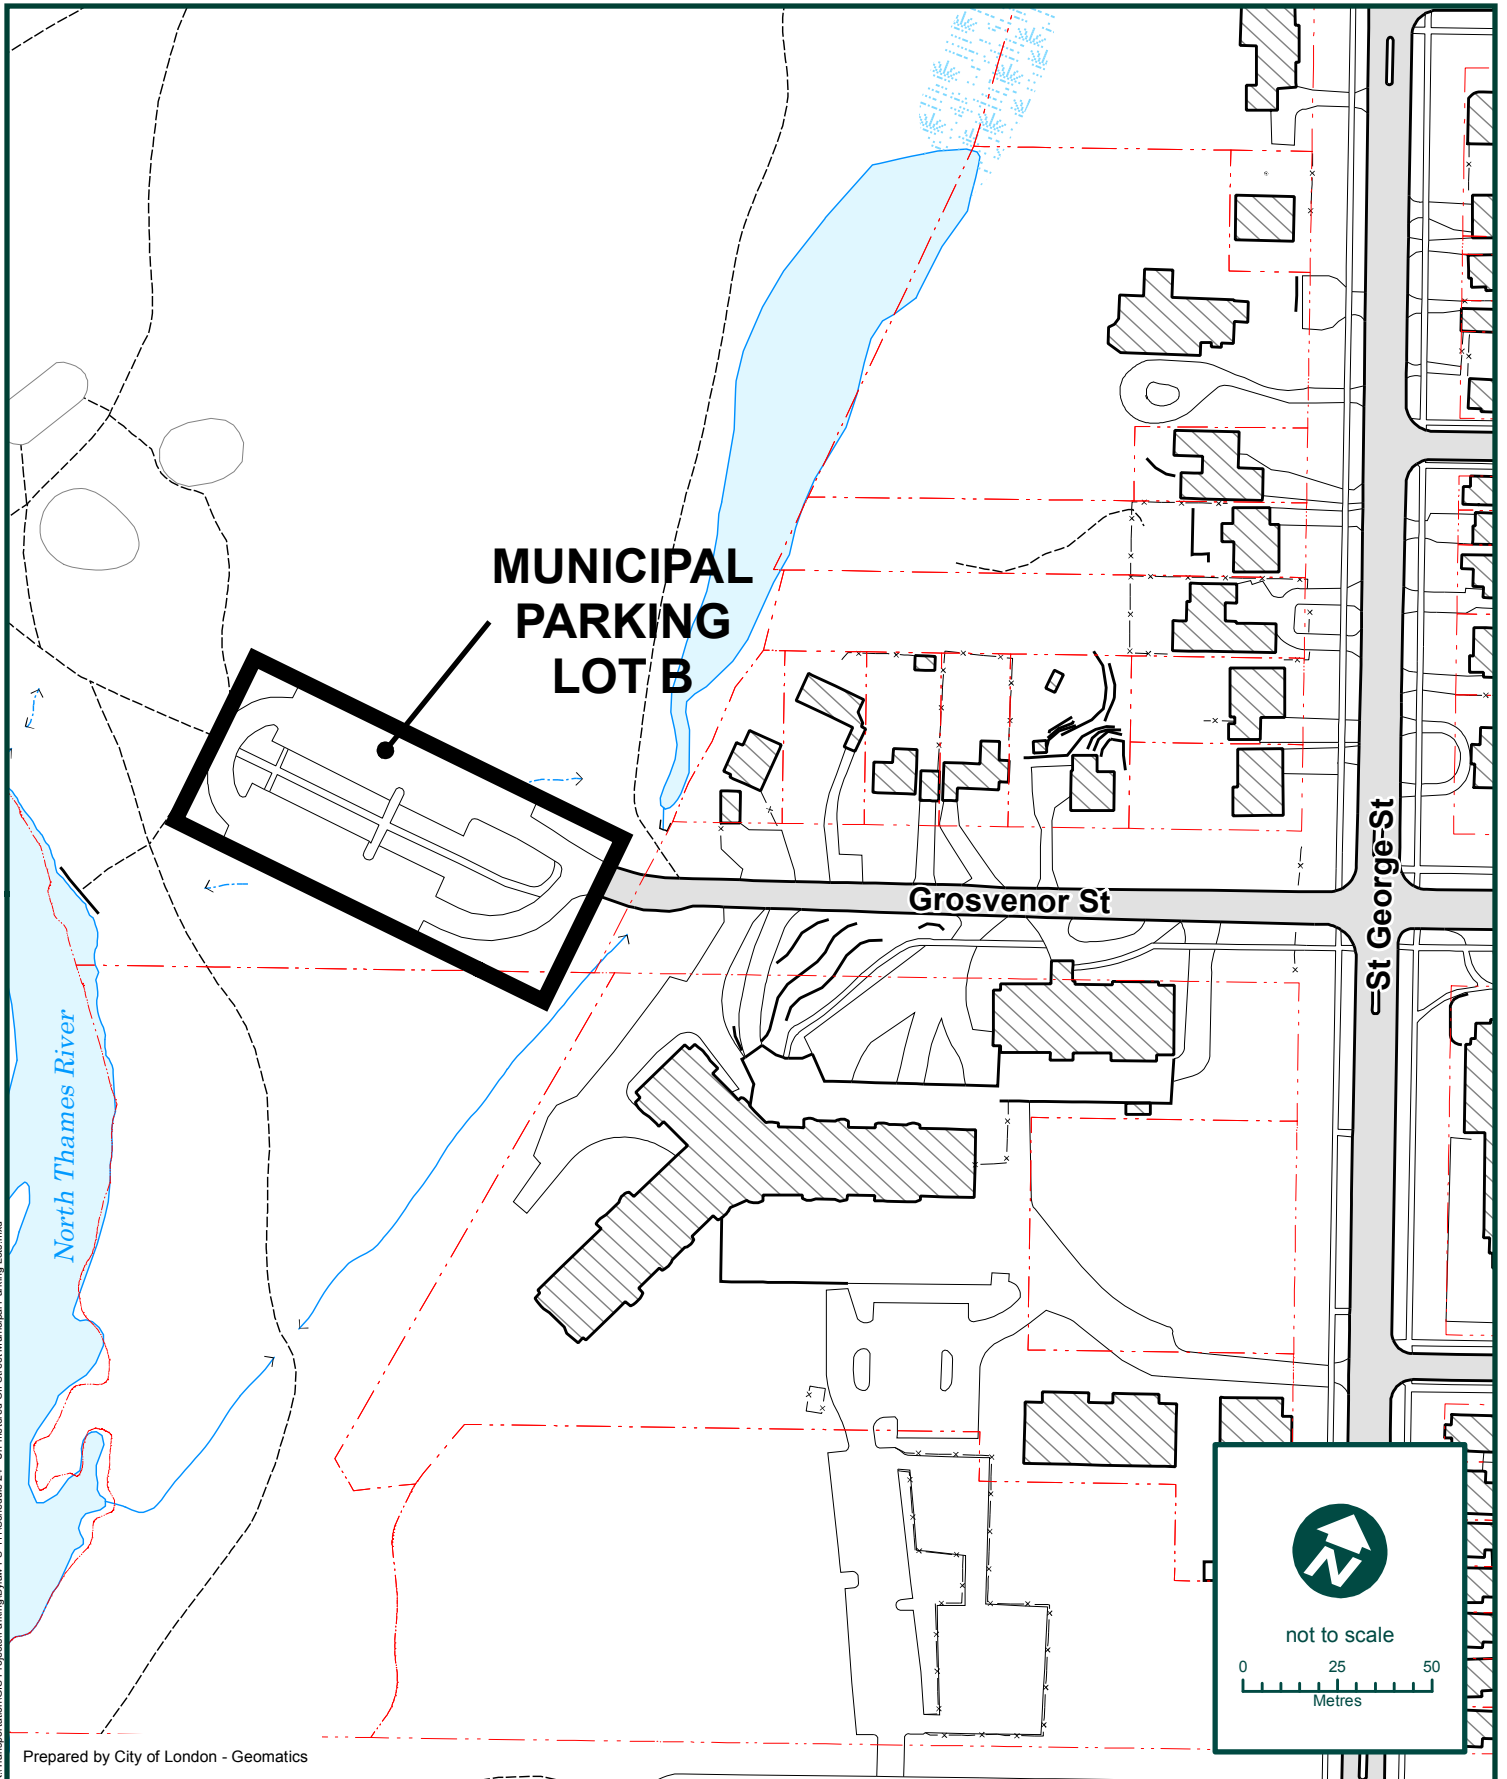 MUNICIPAL
PARKING
LOT B
Grosvenor St
St George St
North Thames River
N
not to scale
0 25 50
Metres
Prepared by City of London - Geomatics